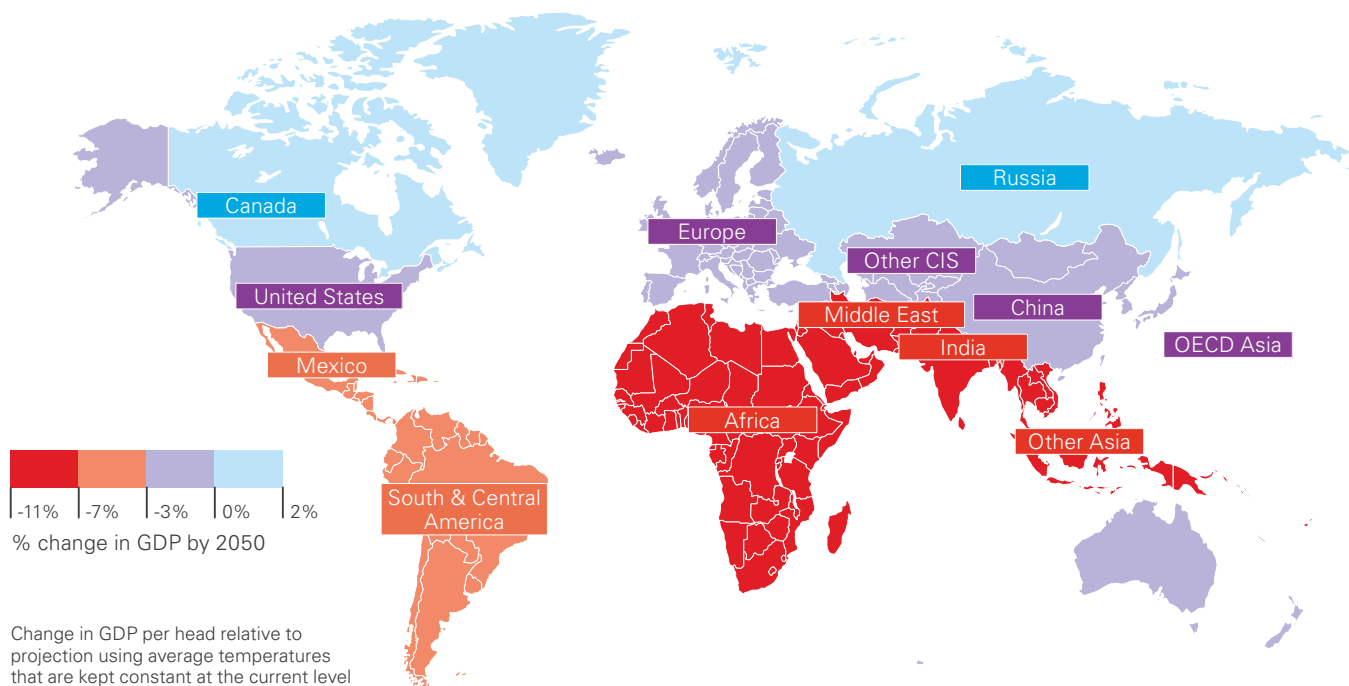 Canada
Russia
Europe
Other CIS
United States
Middle East
China
India
OECD Asia
Mexico
Africa
Other Asia
South & Central
America
-11%
-7%
-3%
0%
2%
% change in GDP by 2050
Change in GDP per head relative to
projection using average temperatures
that are kept constant at the current level